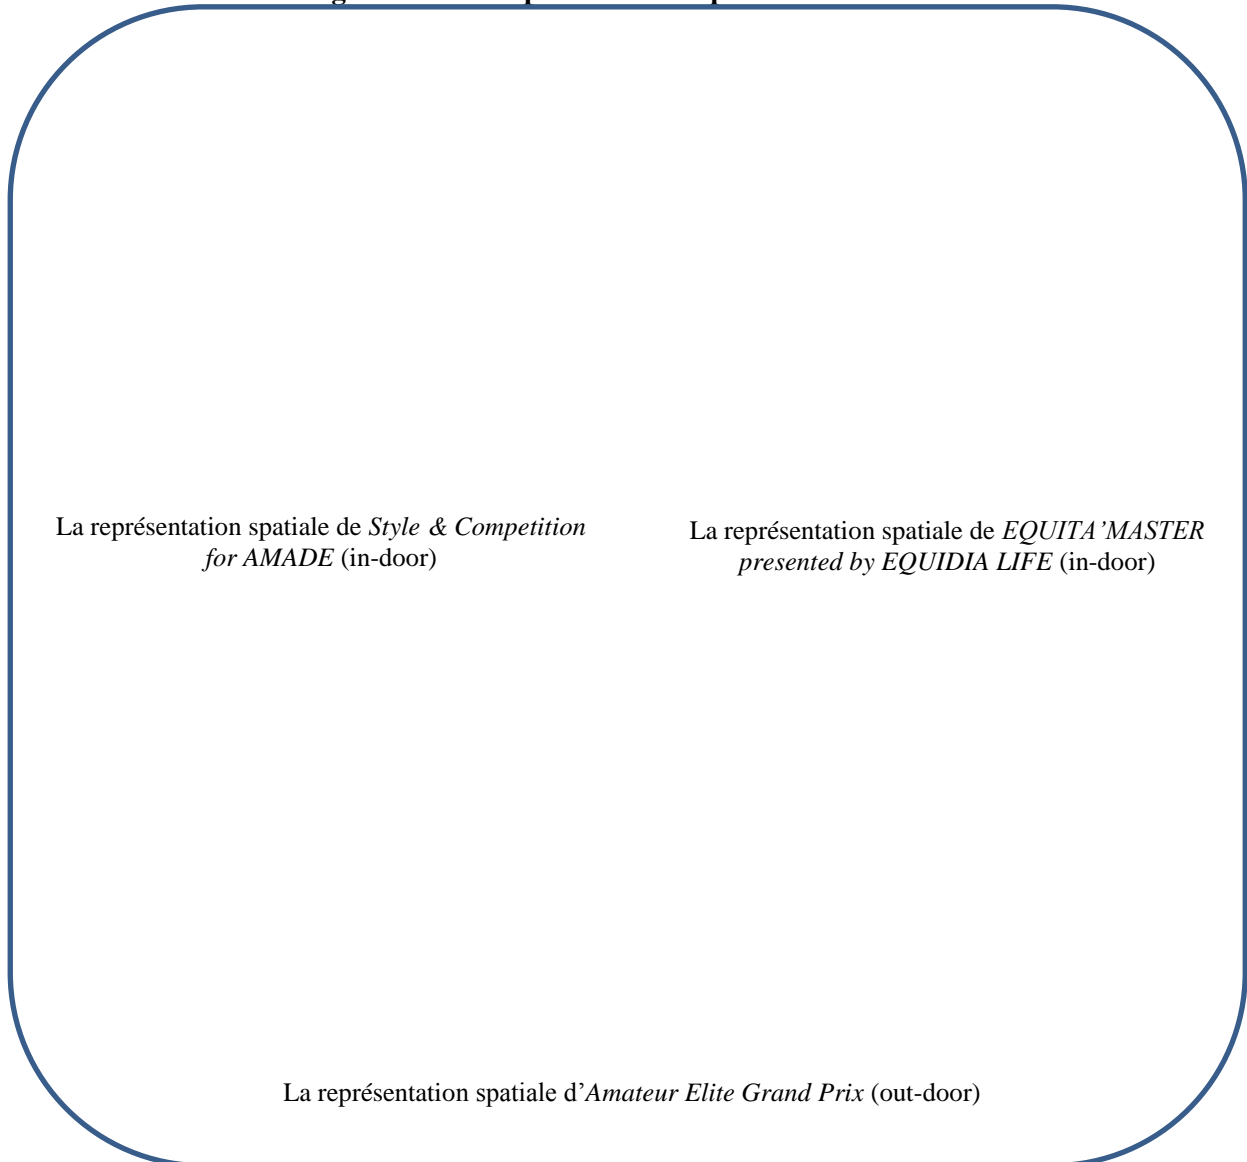 La représentation spatiale de Style & Competition
for AMADE (in-door)
La représentation spatiale de EQUITA’MASTER
presented by EQUIDIA LIFE (in-door)
La représentation spatiale d’Amateur Elite Grand Prix (out-door)